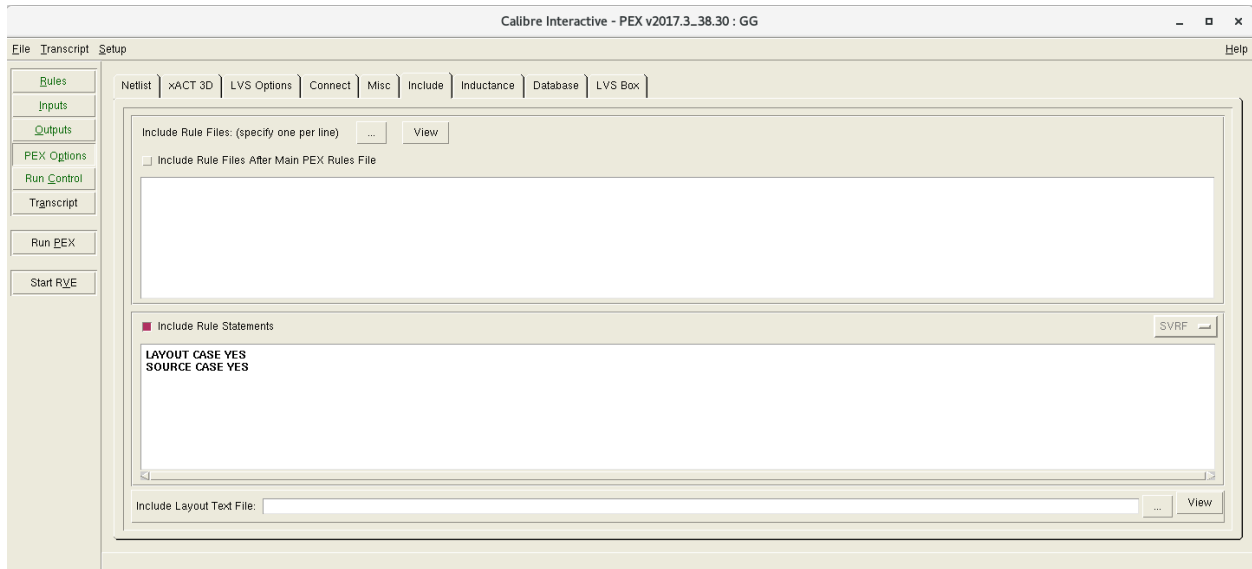 Calibre Interactive - PEX v2017.3_38.30 : GG
File Transcript Setup Help
Rules
Inputs
Outputs
PEX Options
Run Control
Transcript
Run PEX
Start RVE
Netlist xACT 3D LVS Options Connect Misc Include Inductance Database LVS Box
Include Rule Files: (specify one per line) ... View
Include Rule Files After Main PEX Rules File
Include Rule Statements SVRF
LAYOUT CASE YES
SOURCE CASE YES
Include Layout Text File: ... View